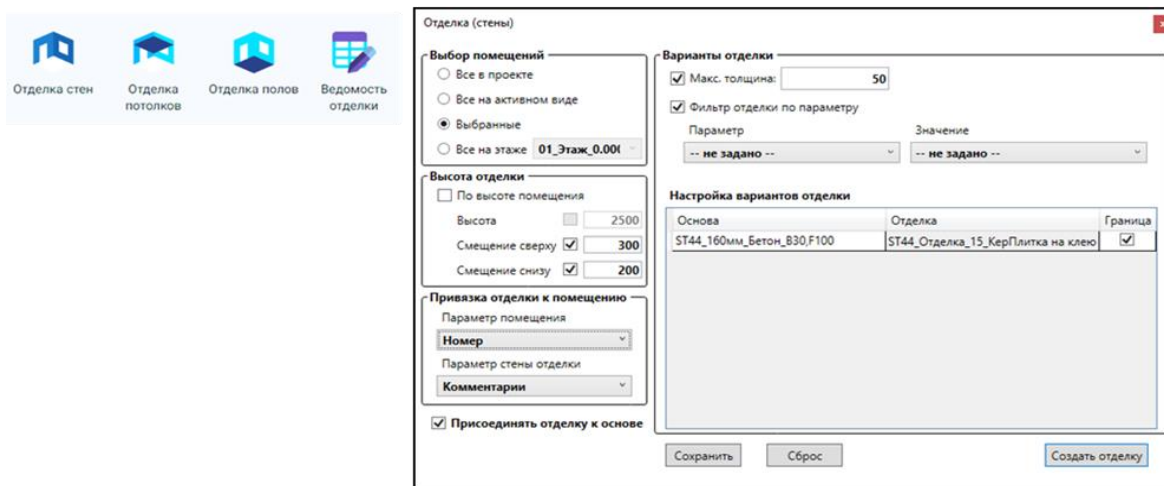 Отделка стен
Отделка
потолков
Отделка полов
Ведомость
отделки
Отделка (стены)
Выбор помещений
Все в проекте
Все на активном виде
Выбранные
Все на этаже 01_Этаж_0.00(
Высота отделки
По высоте помещения
Высота 2500
Смещение сверху 300
Смещение снизу 200
Привязка отделки к помещению
Параметр помещения
Номер
Параметр стены отделки
Комментарии
Присоединять отделку к основе
Варианты отделки
Макс. толщина: 50
Фильтр отделки по параметру
Параметр Значение
-- не задано -- -- не задано --
Настройка вариантов отделки
Основа Отделка Граница
ST44_160мм_Бетон_В30,F100 ST44_Отделка_15_КерПлитка на клею
Сохранить Сброс Создать отделку